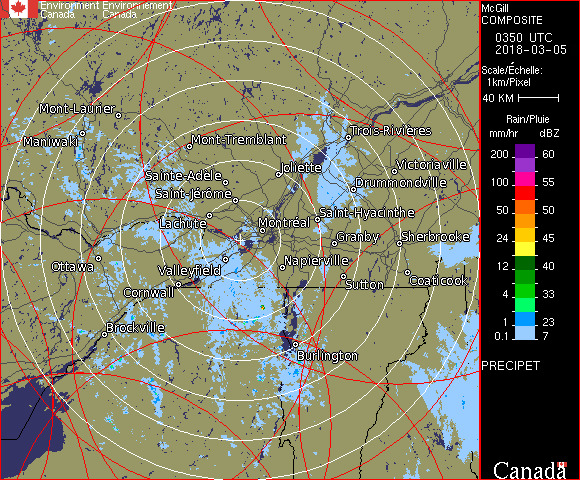 Environment Environnement
Canada Canada
McGill
COMPOSITE
0350 UTC
2018-03-05
Scale/Échelle:
1km/Pixel
40 KM
Rain/Pluie
mm/hr dBZ
200 60
155
100 55
50 50
24 45
12 40
4 33
1 23
0.1 7
PRECIPET
Canada
Mont-Laurier
Maniwaki
Mont-Tremblant
Trois-Rivières
Sainte-Adèle
Joliette
Victoriaville
Saint-Jérôme
Drummondville
Lachute
Montréal
Saint-Hyacinthe
Granby
Sherbrooke
Ottawa
Valleyfield
Napierville
Cornwall
Sutton
Coaticook
Brockville
Burlington